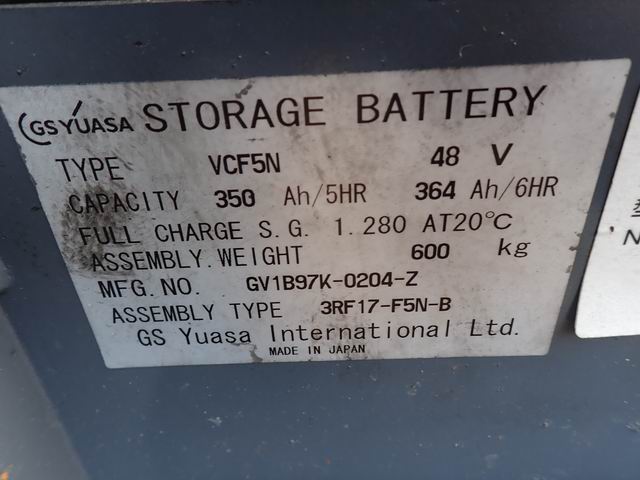 GS YUASA STORAGE BATTERY
TYPE VCF5N 48 V
CAPACITY 350 Ah/5HR 364 Ah/6HR
FULL CHARGE S.G. 1.280 AT20℃
ASSEMBLY.WEIGHT 600 kg
MFG.NO. GV1B97K-0204-Z
ASSEMBLY TYPE 3RF17-F5N-B
GS Yuasa International Ltd.
MADE IN JAPAN